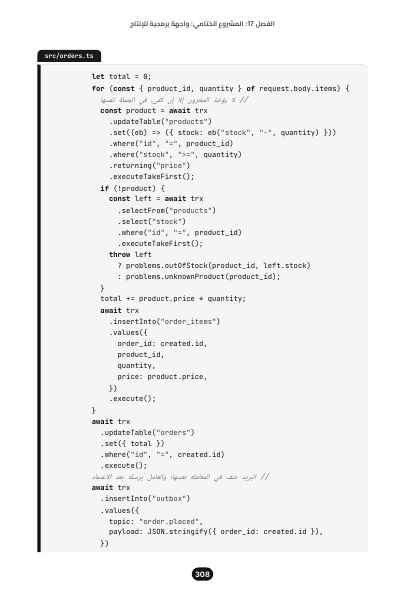 الفصل 17: المشروع الختامي: واجهة برمجية للإنتاج
src/orders.ts
let total = 0;
for (const { product_id, quantity } of request.body.items) {
// لا يؤخذ المخزون إلا إن كفى، في الجملة نفسها
const product = await trx
.updateTable("products")
.set((eb) => ({ stock: eb("stock", "-", quantity) }))
.where("id", "=", product_id)
.where("stock", ">=", quantity)
.returning("price")
.executeTakeFirst();
if (!product) {
const left = await trx
.selectFrom("products")
.select("stock")
.where("id", "=", product_id)
.executeTakeFirst();
throw left
? problems.outOfStock(product_id, left.stock)
: problems.unknownProduct(product_id);
}
total += product.price * quantity;
await trx
.insertInto("order_items")
.values({
order_id: created.id,
product_id,
quantity,
price: product.price,
})
.execute();
}
await trx
.updateTable("orders")
.set({ total })
.where("id", "=", created.id)
.execute();
// البريد صف في المعاملة نفسها؛ والعامل يرسله بعد الاعتماد
await trx
.insertInto("outbox")
.values({
topic: "order.placed",
payload: JSON.stringify({ order_id: created.id }),
})
308